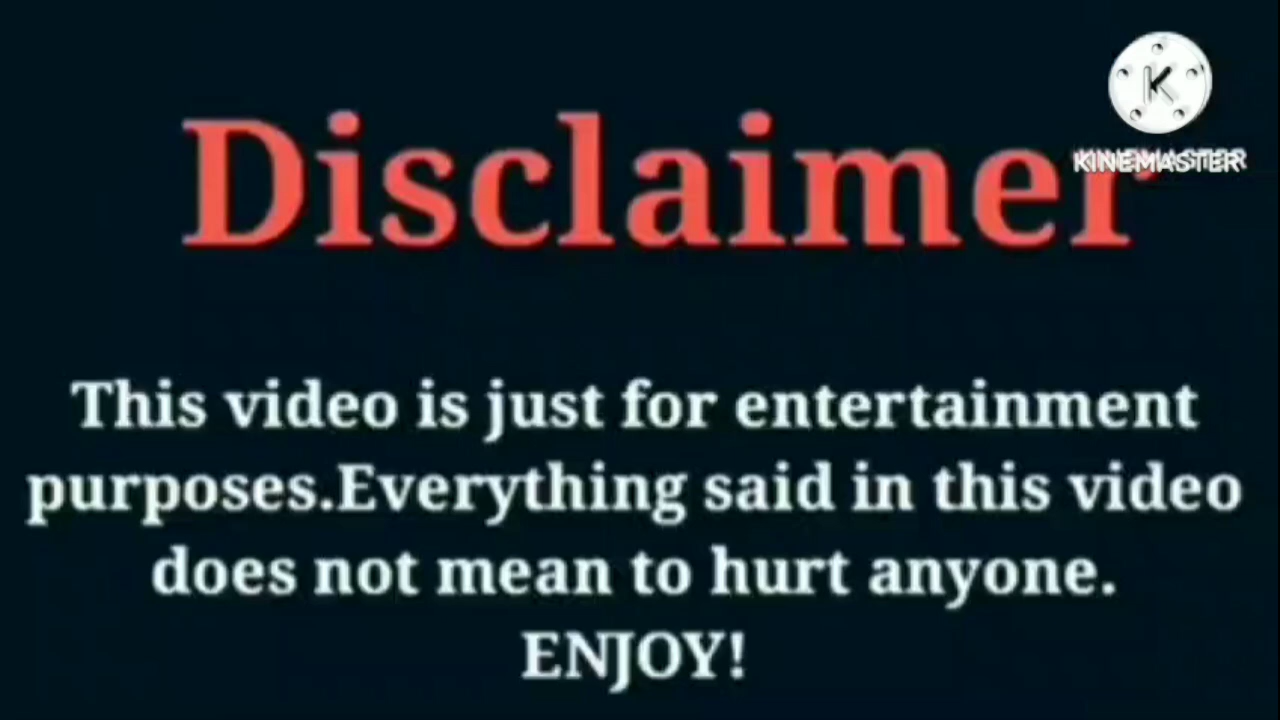 K
KINEMASTER
Disclaimer
This video is just for entertainment
purposes.Everything said in this video
does not mean to hurt anyone.
ENJOY!